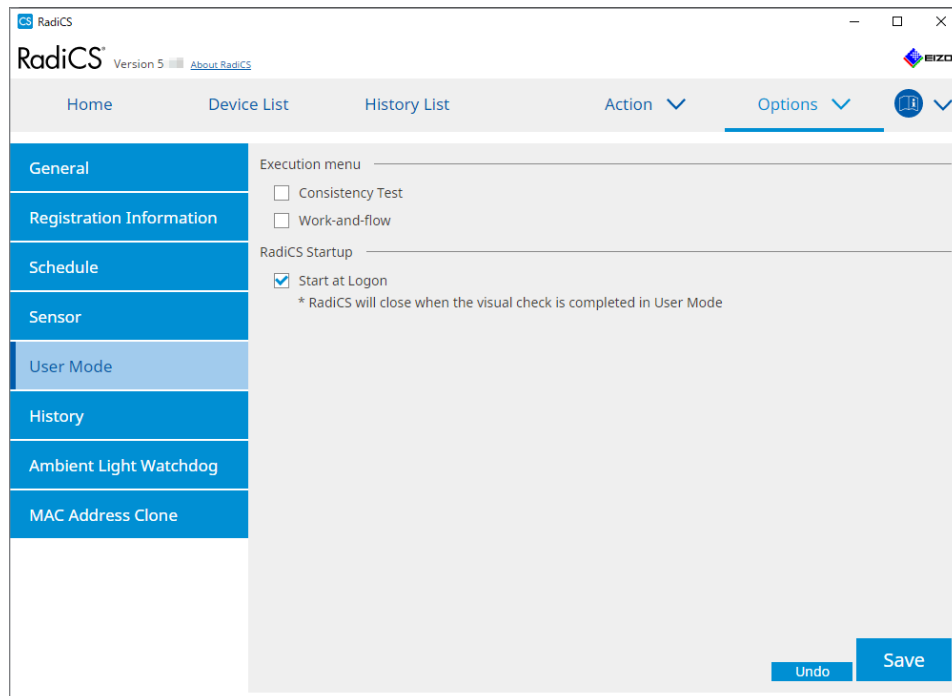 CS RadiCS
RadiCS Version 5 About RadiCS
EIZO
Home Device List History List Action Options
General
Registration Information
Schedule
Sensor
User Mode
History
Ambient Light Watchdog
MAC Address Clone
Execution menu
Consistency Test
Work-and-flow
RadiCS Startup
Start at Logon
* RadiCS will close when the visual check is completed in User Mode
Undo
Save